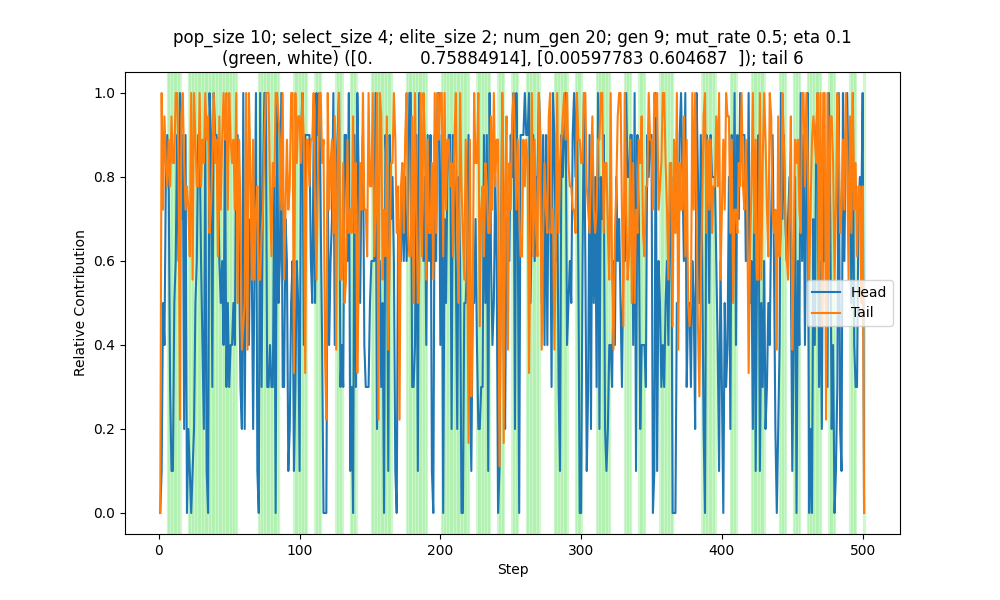 pop_size 10; select_size 4; elite_size 2; num_gen 20; gen 9; mut_rate 0.5; eta 0.1
(green, white) ([0.         0.75884914], [0.00597783 0.604687  ]); tail 6
1.0
0.8
0.6
0.4
0.2
0.0
Relative Contribution
Head
Tail
0
100
200
300
400
500
Step